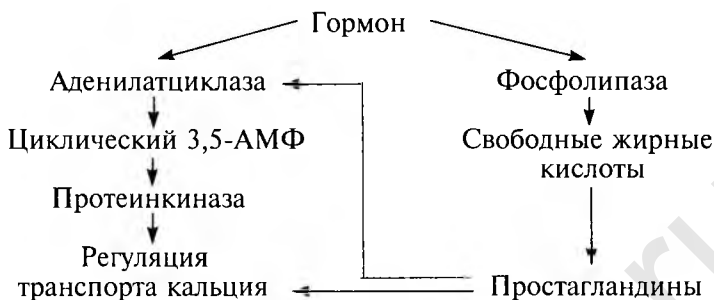 Гормон
Аденилатциклаза
Фосфолипаза
Циклический 3,5-АМФ
Свободные жирные
кислоты
Протеинкиназа
Регуляция
транспорта кальция
Простагландины